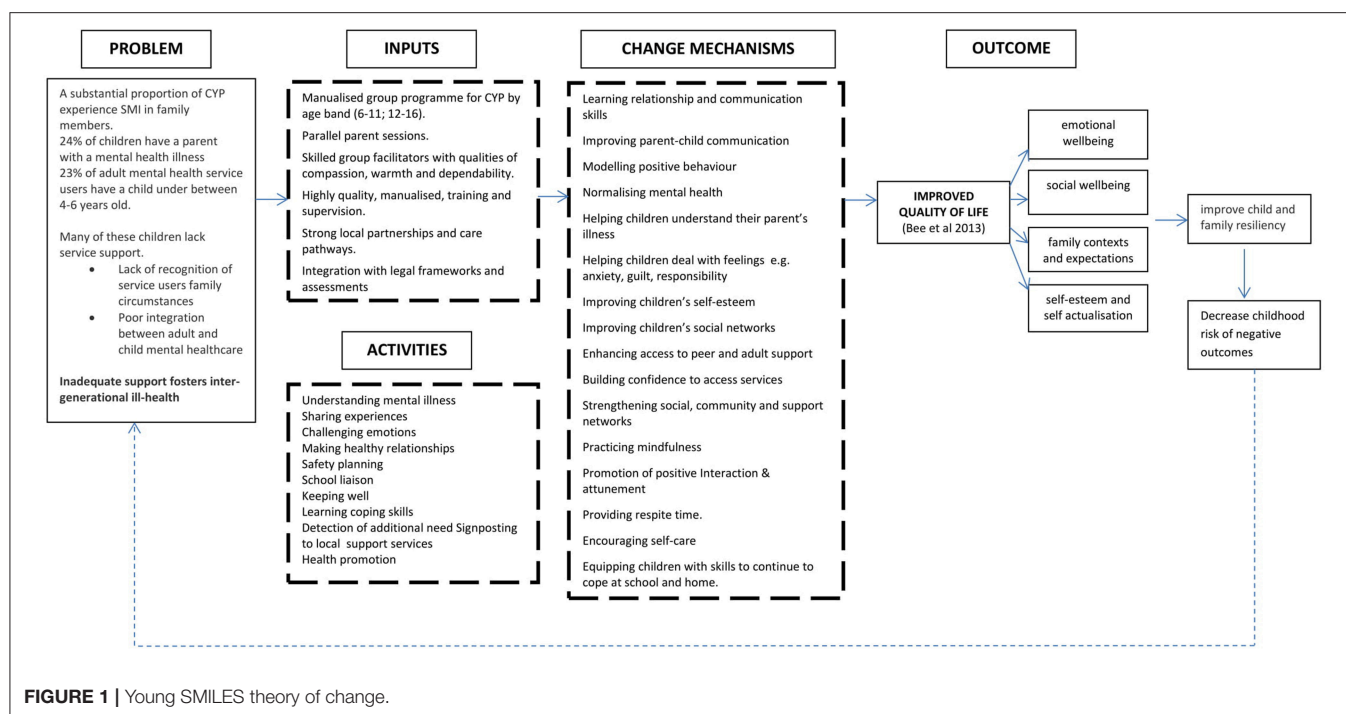 PROBLEM
A substantial proportion of CYP
experience SMI in family
members.
24% of children have a parent
with a mental health illness
23% of adult mental health service
users have a child under between
4-6 years old.
Many of these children lack
service support.
• Lack of recognition of
service users family
circumstances
• Poor integration
between adult and
child mental healthcare
Inadequate support fosters inter-
generational ill-health
INPUTS
Manualised group programme for CYP by
age band (6-11; 12-16).
Parallel parent sessions.
Skilled group facilitators with qualities of
compassion, warmth and dependability.
Highly quality, manualised, training and
supervision.
Strong local partnerships and care
pathways.
Integration with legal frameworks and
assessments
ACTIVITIES
Understanding mental illness
Sharing experiences
Challenging emotions
Making healthy relationships
Safety planning
School liaison
Keeping well
Learning coping skills
Detection of additional need Signposting
to local support services
Health promotion
CHANGE MECHANISMS
Learning relationship and communication
skills
Improving parent-child communication
Modelling positive behaviour
Normalising mental health
Helping children understand their parent's
illness
Helping children deal with feelings e.g.
anxiety, guilt, responsibility
Improving children's self-esteem
Improving children's social networks
Enhancing access to peer and adult support
Building confidence to access services
Strengthening social, community and support
networks
Practicing mindfulness
Promotion of positive Interaction &
attunement
Providing respite time.
Encouraging self-care
Equipping children with skills to continue to
cope at school and home.
OUTCOME
IMPROVED
QUALITY OF LIFE
(Bee et al 2013)
emotional
wellbeing
social wellbeing
family contexts
and expectations
self-esteem and
self actualisation
improve child and
family resiliency
Decrease childhood
risk of negative
outcomes
FIGURE 1 | Young SMILES theory of change.